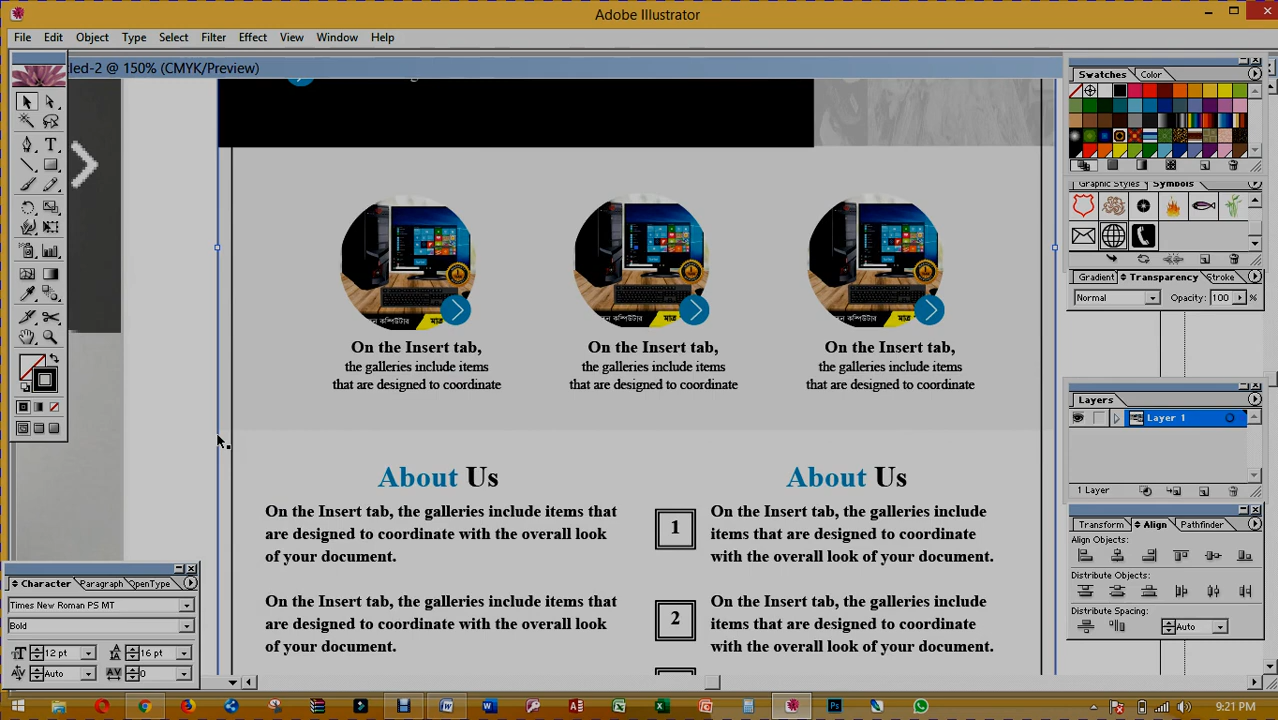 Adobe Illustrator
File Edit Object Type Select Filter Effect View Window Help
led-2 @ 150% (CMYK/Preview)
Swatches Color
Graphic Styles Symbols
Gradient Transparency Stroke
Normal Opacity: 100 %
On the Insert tab,
the galleries include items
that are designed to coordinate
On the Insert tab,
the galleries include items
that are designed to coordinate
On the Insert tab,
the galleries include items
that are designed to coordinate
Layers
Layer 1
1 Layer
About Us
On the Insert tab, the galleries include items that
are designed to coordinate with the overall look
of your document.
On the Insert tab, the galleries include items that
are designed to coordinate with the overall look
of your document.
About Us
1
On the Insert tab, the galleries include
items that are designed to coordinate
with the overall look of your document.
2
On the Insert tab, the galleries include
items that are designed to coordinate
with the overall look of your document.
Transform Align Pathfinder
Align Objects:
Distribute Objects:
Distribute Spacing:
Auto
Character Paragraph OpenType
Times New Roman PS MT
Bold
12 pt 16 pt
Auto 0
9:21 PM